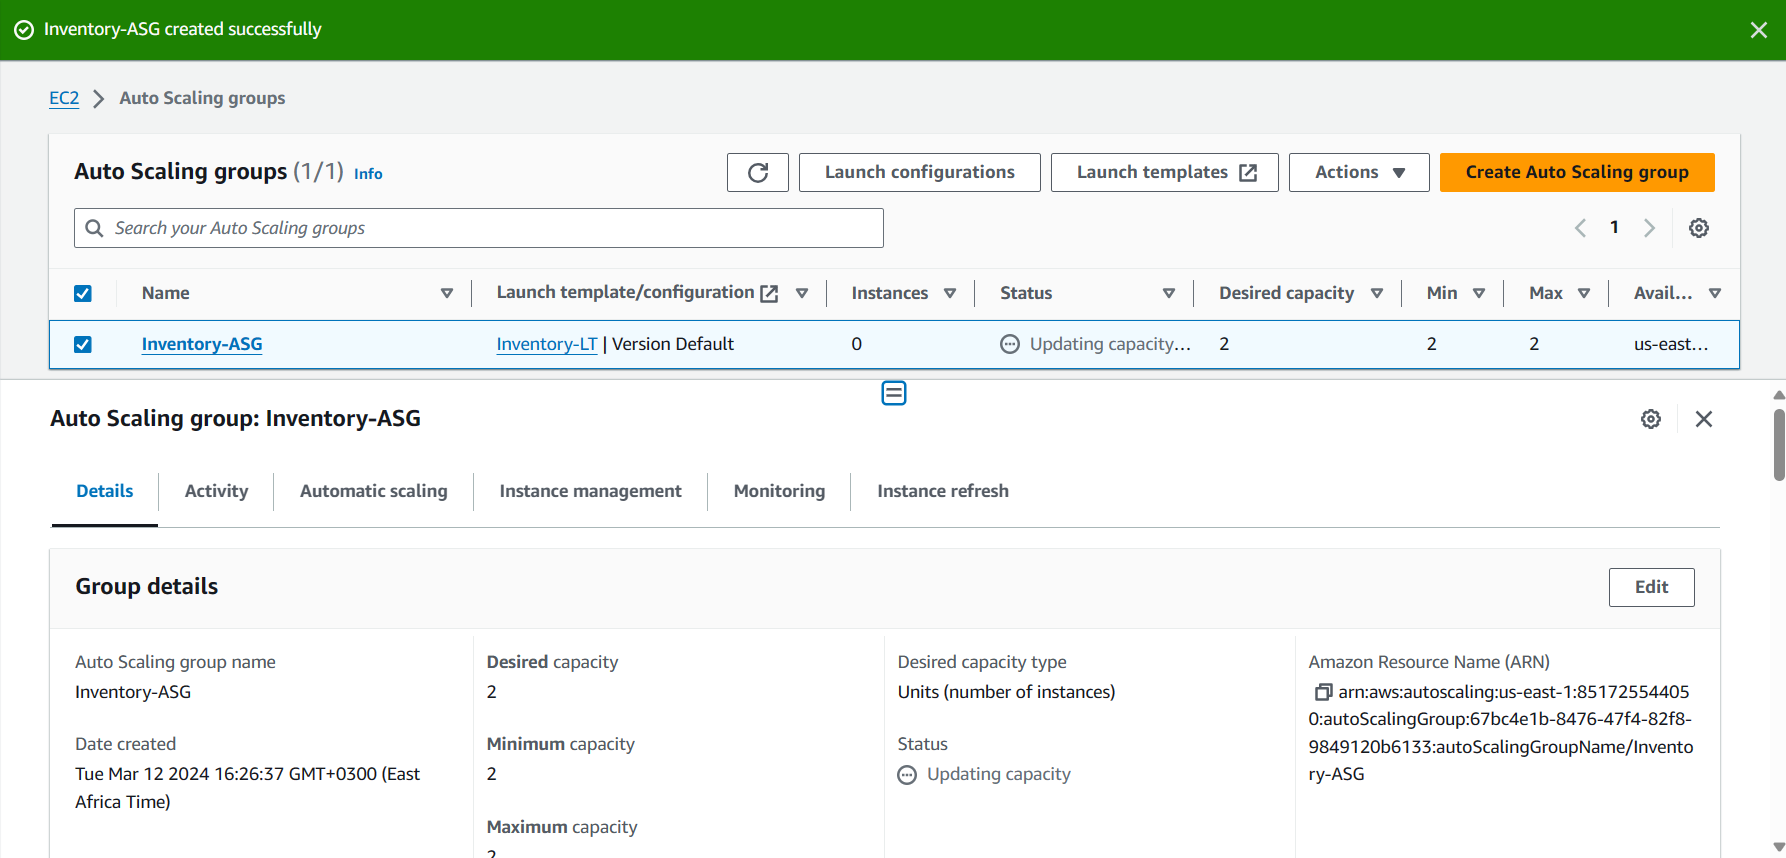 Inventory-ASG created successfully
EC2 Auto Scaling groups
Auto Scaling groups (1/1) Info
Launch configurations
Launch templates
Actions
Create Auto Scaling group
Search your Auto Scaling groups
1
Name Launch template/configuration Instances Status Desired capacity Min Max Avail...
Inventory-ASG Inventory-LT | Version Default 0 Updating capacity... 2 2 2 us-east...
Auto Scaling group: Inventory-ASG
Details Activity Automatic scaling Instance management Monitoring Instance refresh
Group details
Edit
Auto Scaling group name
Inventory-ASG
Date created
Tue Mar 12 2024 16:26:37 GMT+0300 (East
Africa Time)
Desired capacity
2
Minimum capacity
2
Maximum capacity
2
Desired capacity type
Units (number of instances)
Status
Updating capacity
Amazon Resource Name (ARN)
arn:aws:autoscaling:us-east-1:85172554405
0:autoScalingGroup:67bc4e1b-8476-47f4-82f8-
9849120b6133:autoScalingGroupName/Invento
ry-ASG